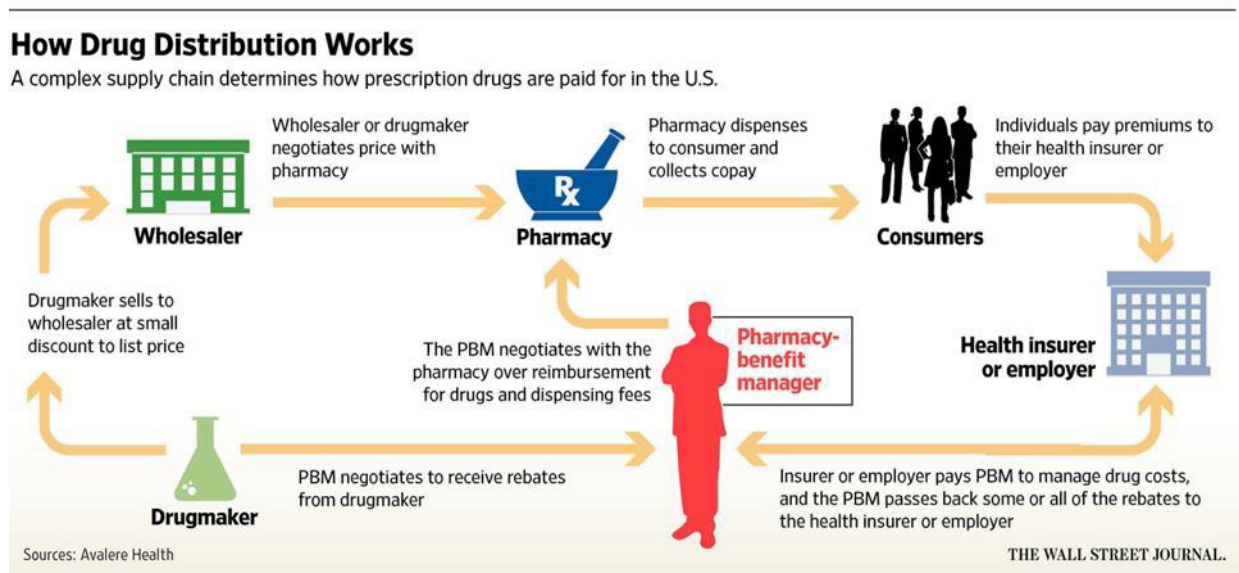 How Drug Distribution Works
A complex supply chain determines how prescription drugs are paid for in the U.S.
Wholesaler or drugmaker
negotiates price with
pharmacy
Pharmacy dispenses
to consumer and
collects copay
Individuals pay premiums to
their health insurer or
employer
Rx
Wholesaler
Pharmacy
Consumers
Drugmaker sells to
wholesaler at small
discount to list price
The PBM negotiates with the
pharmacy over reimbursement
for drugs and dispensing fees
Pharmacy-
benefit
manager
Health insurer
or employer
PBM negotiates to receive rebates
from drugmaker
Insurer or employer pays PBM to manage drug costs,
and the PBM passes back some or all of the rebates to
the health insurer or employer
Drugmaker
Sources: Avalere Health
THE WALL STREET JOURNAL.